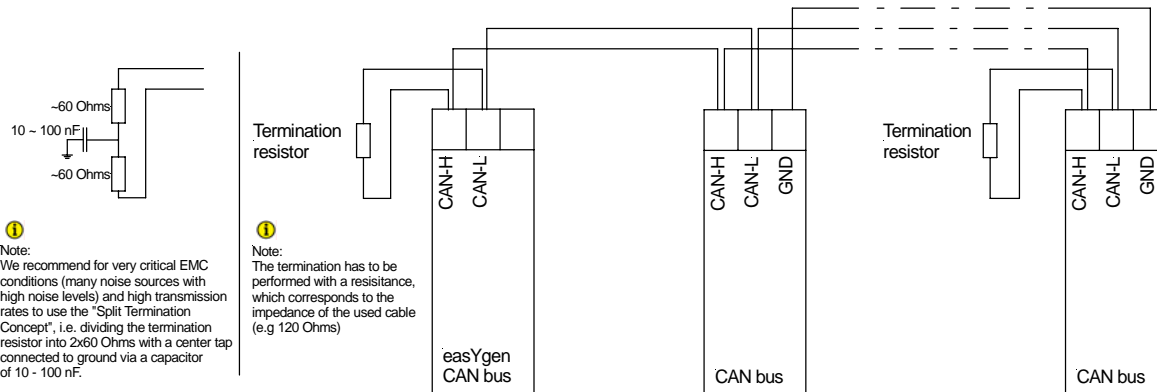 ~60 Ohms
10 ~ 100 nF
~60 Ohms
Note:
We recommend for very critical EMC
conditions (many noise sources with
high noise levels) and high transmission
rates to use the "Split Termination
Concept", i.e. dividing the termination
resistor into 2x60 Ohms with a center tap
connected to ground via a capacitor
of 10 - 100 nF.
Termination
resistor
Note:
The termination has to be
performed with a resisitance,
which corresponds to the
impedance of the used cable
(e.g 120 Ohms)
CAN-H
CAN-L
easYgen
CAN bus
CAN-H
CAN-L
GND
CAN bus
Termination
resistor
CAN-H
CAN-L
GND
CAN bus